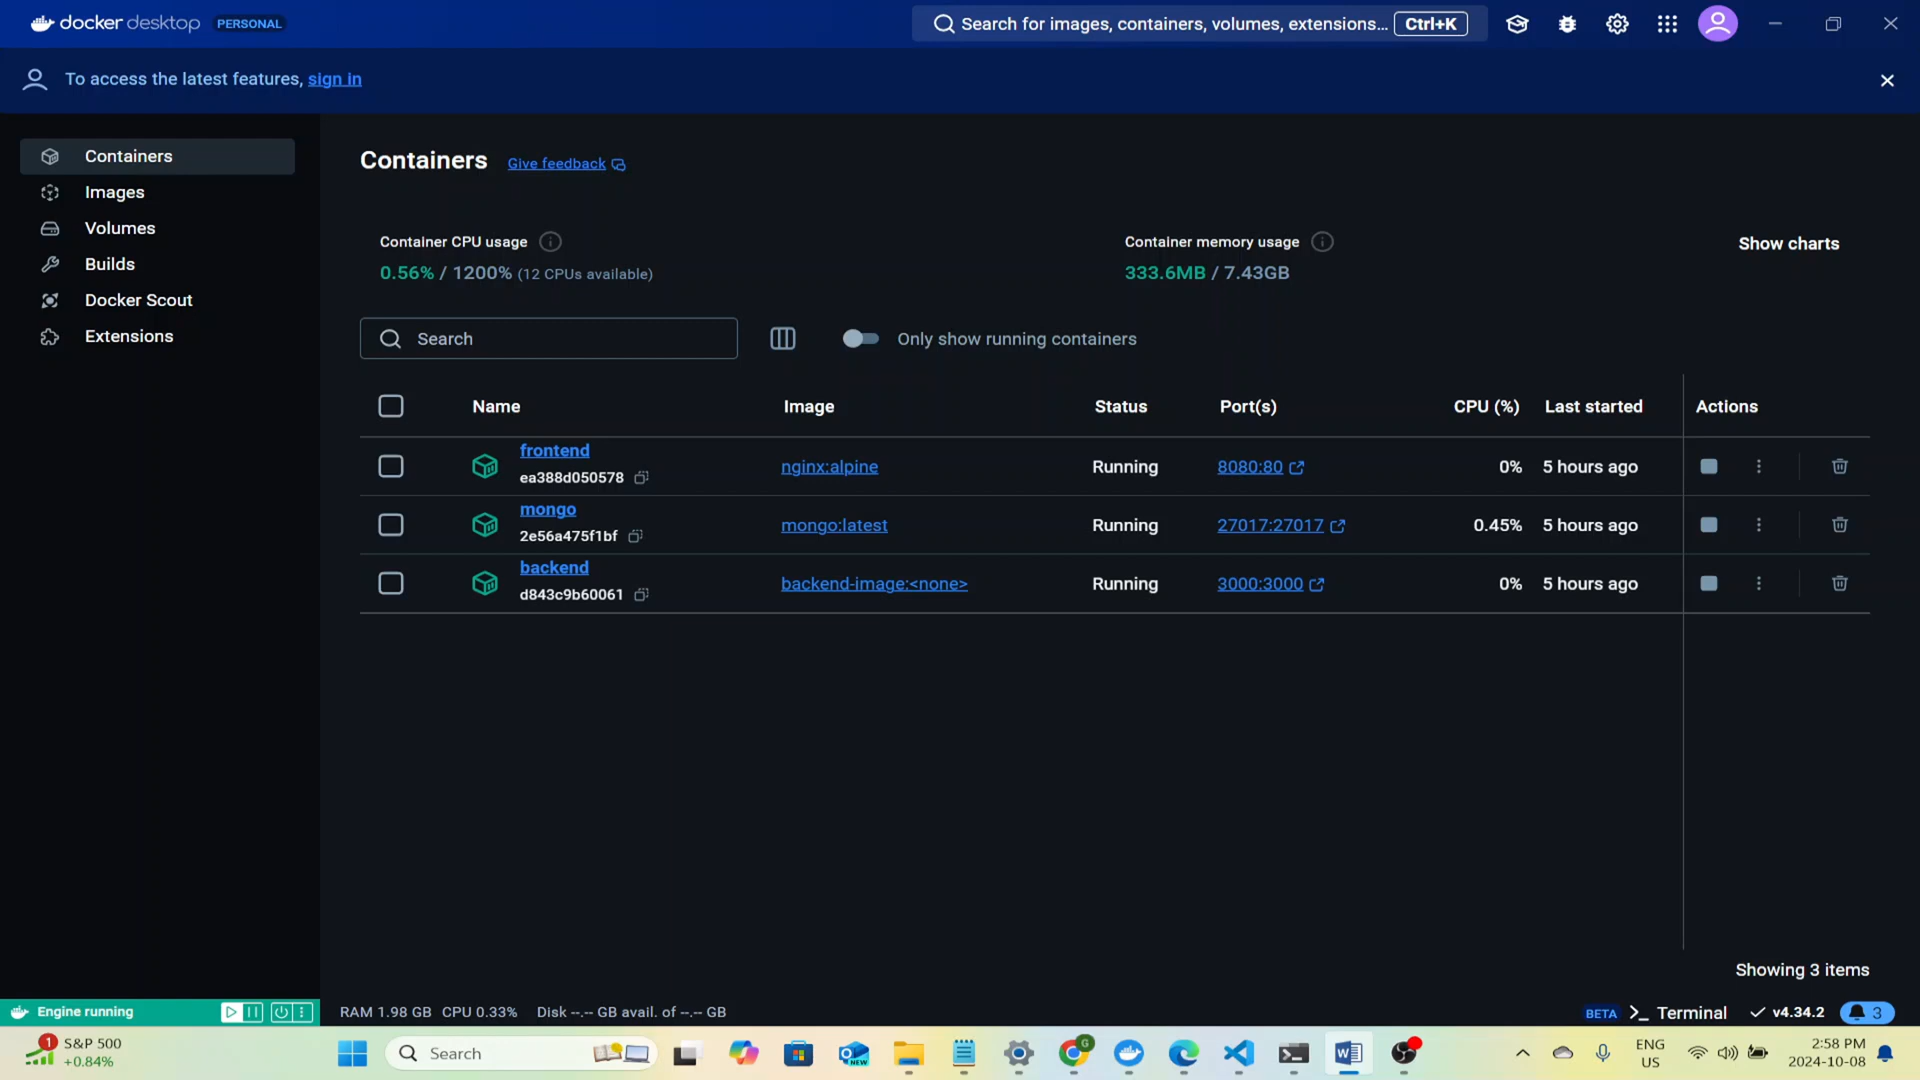 docker desktop PERSONAL
Search for images, containers, volumes, extensions... Ctrl+K
To access the latest features, sign in
Containers
Images
Volumes
Builds
Docker Scout
Extensions
Containers Give feedback
Container CPU usage
0.56% / 1200% (12 CPUs available)
Container memory usage
333.6MB / 7.43GB
Show charts
Search
Only show running containers
Name Image Status Port(s) CPU (%) Last started Actions
frontend
ea388d050578
nginx:alpine Running 8080:80 0% 5 hours ago
mongo
2e56a475f1bf
mongo:latest Running 27017:27017 0.45% 5 hours ago
backend
d843c9b60061
backend-image:<none> Running 3000:3000 0% 5 hours ago
Showing 3 items
Engine running
RAM 1.98 GB CPU 0.33% Disk --.-- GB avail. of --.-- GB
BETA >_ Terminal v4.34.2 3
1
S&P 500
+0.84%
Search
NEW
G
ENG
US
2:58 PM
2024-10-08